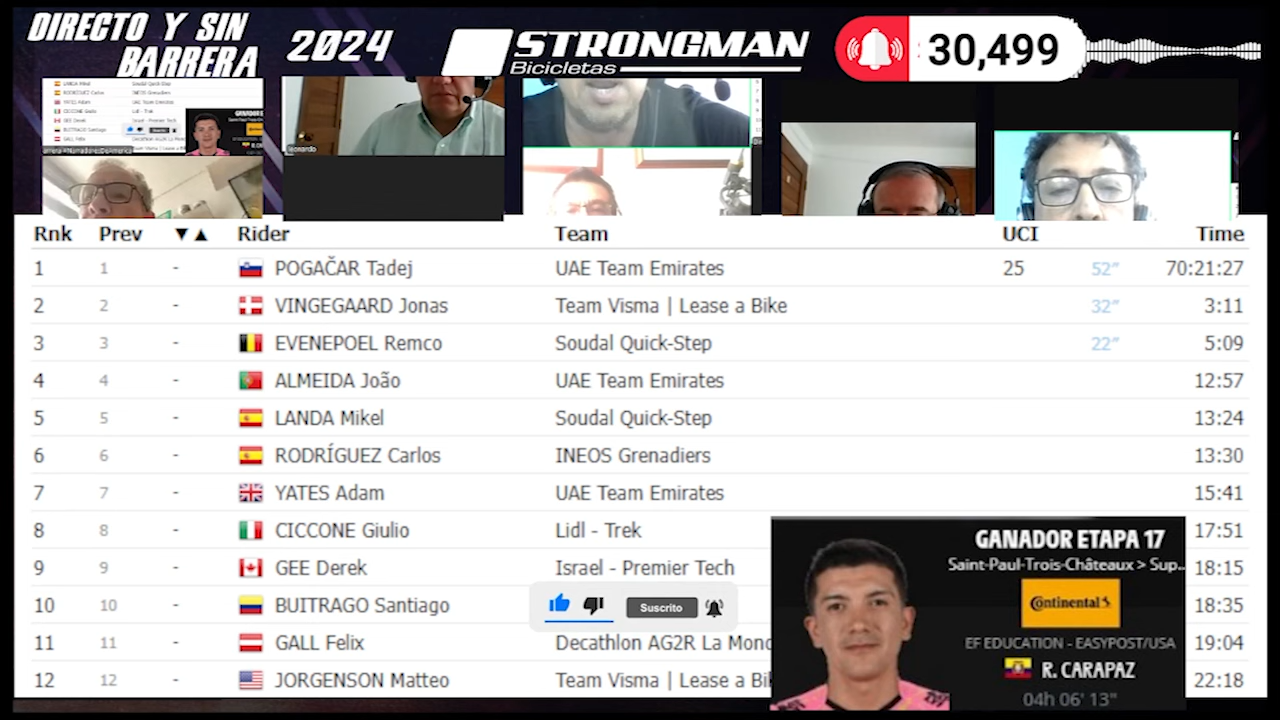 DIRECTO Y SIN
BARRERA
2024
STRONGMAN
Bicicletas
30,499
leonardo
Rnk Prev ▼▲ Rider Team UCI Time
1 1 - POGAČAR Tadej UAE Team Emirates 25 52″ 70:21:27
2 2 - VINGEGAARD Jonas Team Visma | Lease a Bike 32″ 3:11
3 3 - EVENEPOEL Remco Soudal Quick-Step 22″ 5:09
4 4 - ALMEIDA João UAE Team Emirates 12:57
5 5 - LANDA Mikel Soudal Quick-Step 13:24
6 6 - RODRÍGUEZ Carlos INEOS Grenadiers 13:30
7 7 - YATES Adam UAE Team Emirates 15:41
8 8 - CICCONE Giulio Lidl - Trek 17:51
9 9 - GEE Derek Israel - Premier Tech 18:15
10 10 - BUITRAGO Santiago 18:35
11 11 - GALL Felix Decathlon AG2R La Mond 19:04
12 12 - JORGENSON Matteo Team Visma | Lease a Bik 22:18
Suscrito
GANADOR ETAPA 17
Saint-Paul-Trois-Châteaux > Sup..
Continental
EF EDUCATION - EASYPOST/USA
R. CARAPAZ
04h 06' 13"